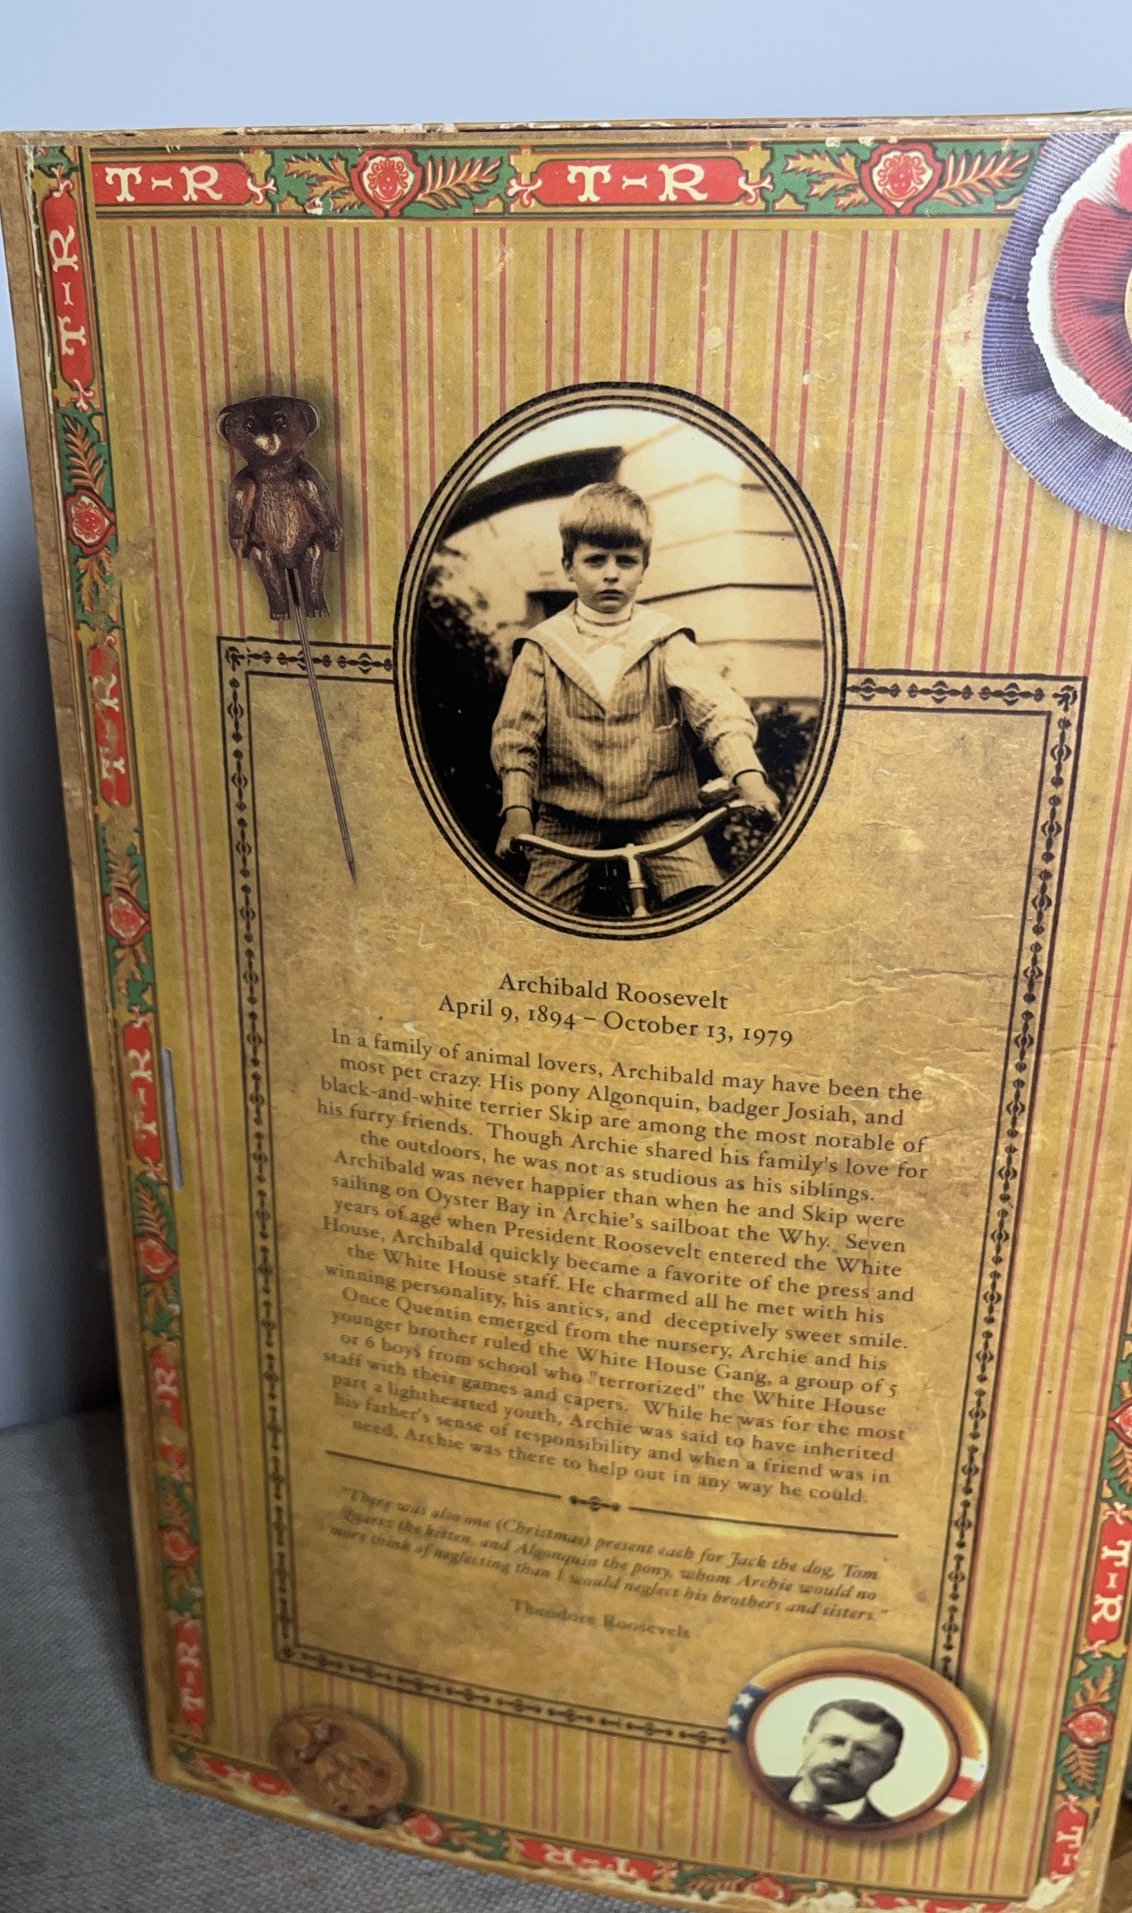 T-R T-R
T-R
T-R
T-R
T-R
T-R
Archibald Roosevelt
April 9, 1894 – October 13, 1979
In a family of animal lovers, Archibald may have been the
most pet crazy. His pony Algonquin, badger Josiah, and
black-and-white terrier Skip are among the most notable of
his furry friends. Though Archie shared his family's love for
the outdoors, he was not as studious as his siblings.
Archibald was never happier than when he and Skip were
sailing on Oyster Bay in Archie's sailboat the Why. Seven
years of age when President Roosevelt entered the White
House, Archibald quickly became a favorite of the press and
the White House staff. He charmed all he met with his
winning personality, his antics, and deceptively sweet smile.
Once Quentin emerged from the nursery, Archie and his
younger brother ruled the White House Gang, a group of 5
or 6 boys from school who "terrorized" the White House
staff with their games and capers. While he was for the most
part a lighthearted youth, Archie was said to have inherited
his father's sense of responsibility and when a friend was in
need, Archie was there to help out in any way he could.
"There was also one (Christmas) present each for Jack the dog, Tom
Quartz the kitten, and Algonquin the pony, whom Archie would no
more think of neglecting than I would neglect his brothers and sisters."
Theodore Roosevelt
T-R
T-R
T-R